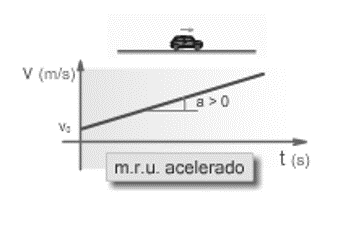 V (m/s)
a > 0
v₀
t (s)
m.r.u. acelerado